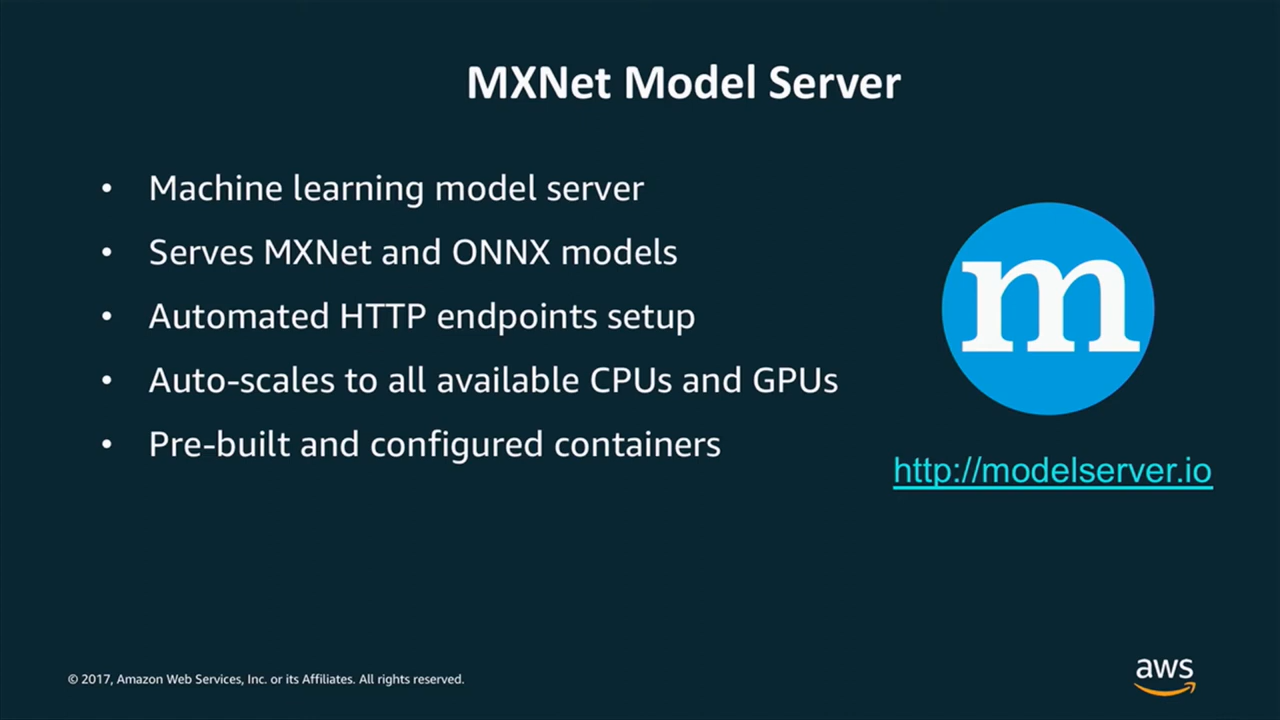 MXNet Model Server
• Machine learning model server
• Serves MXNet and ONNX models
• Automated HTTP endpoints setup
• Auto-scales to all available CPUs and GPUs
• Pre-built and configured containers
m
http://modelserver.io
© 2017, Amazon Web Services, Inc. or its Affiliates. All rights reserved.
aws